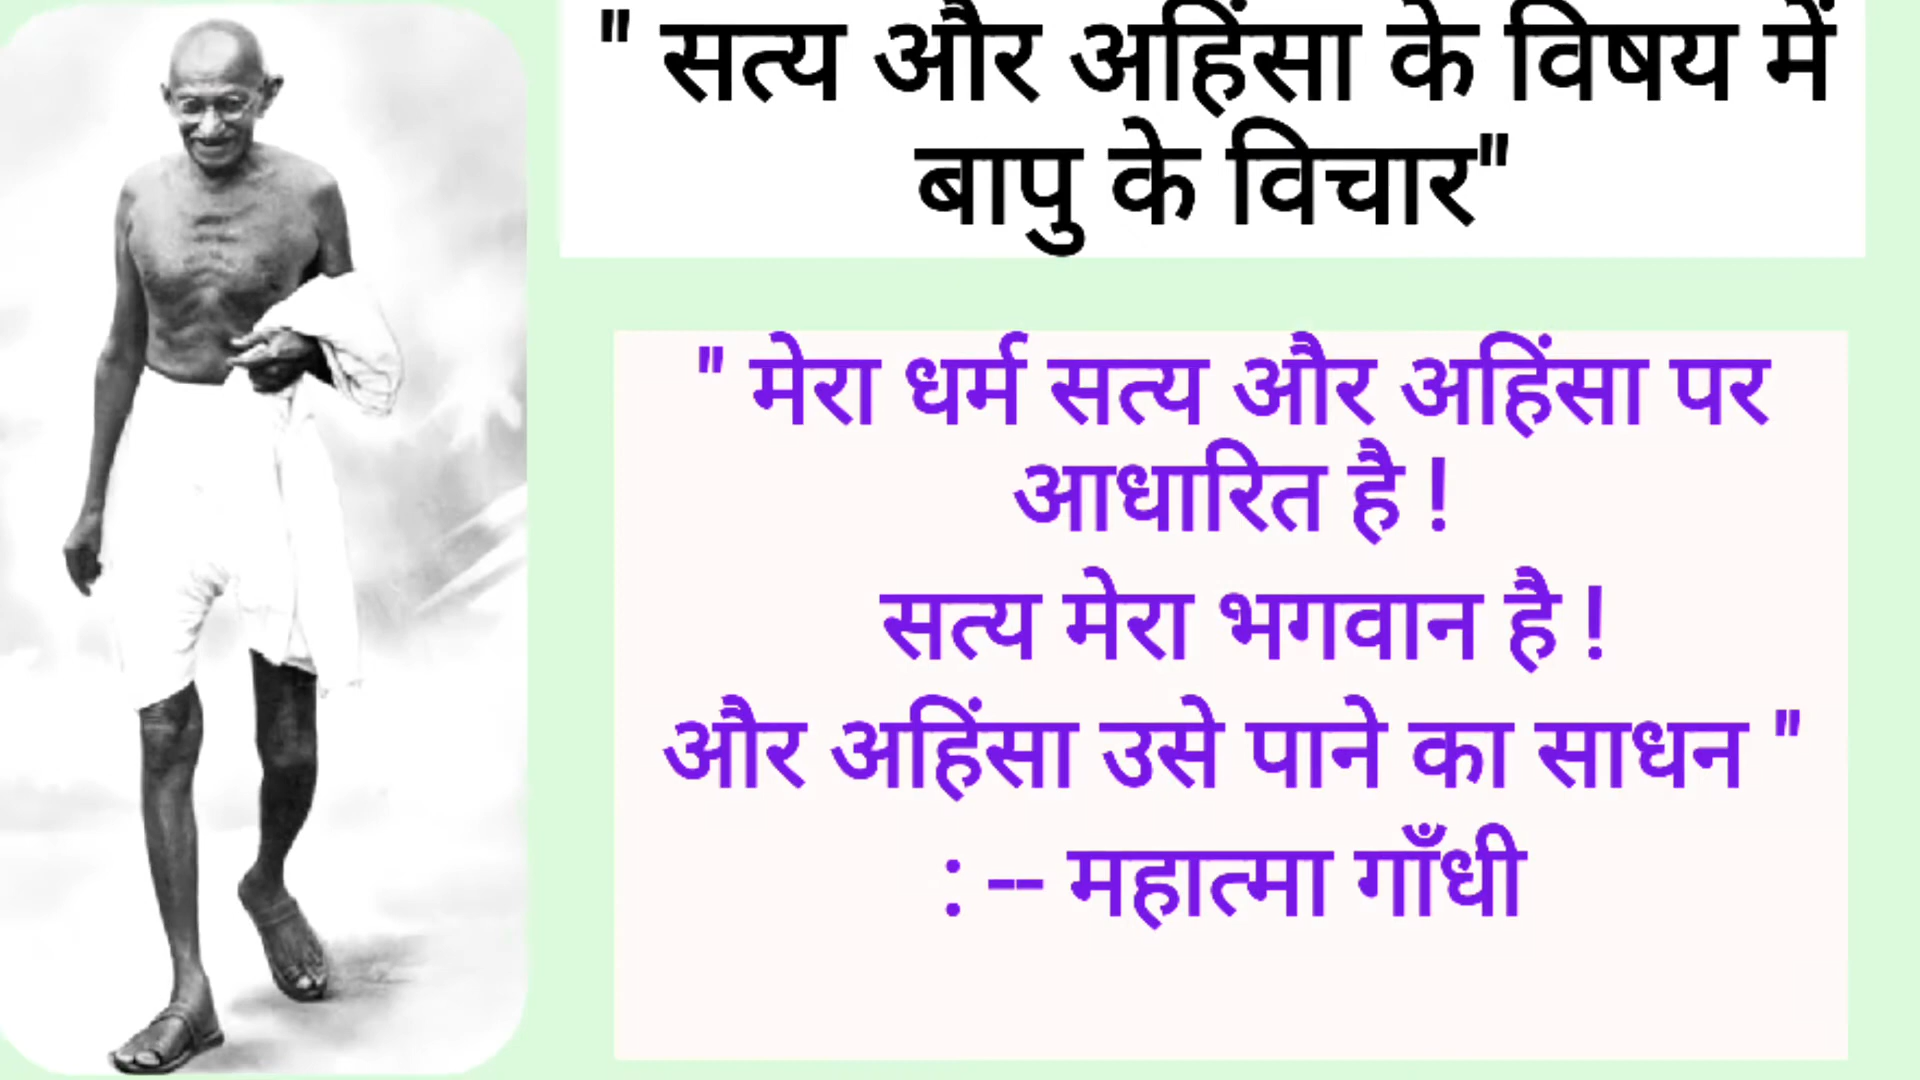 " सत्य और अहिंसा के विषय में
बापु के विचार"
" मेरा धर्म सत्य और अहिंसा पर
आधारित है !
सत्य मेरा भगवान है !
और अहिंसा उसे पाने का साधन "
: -- महात्मा गाँधी